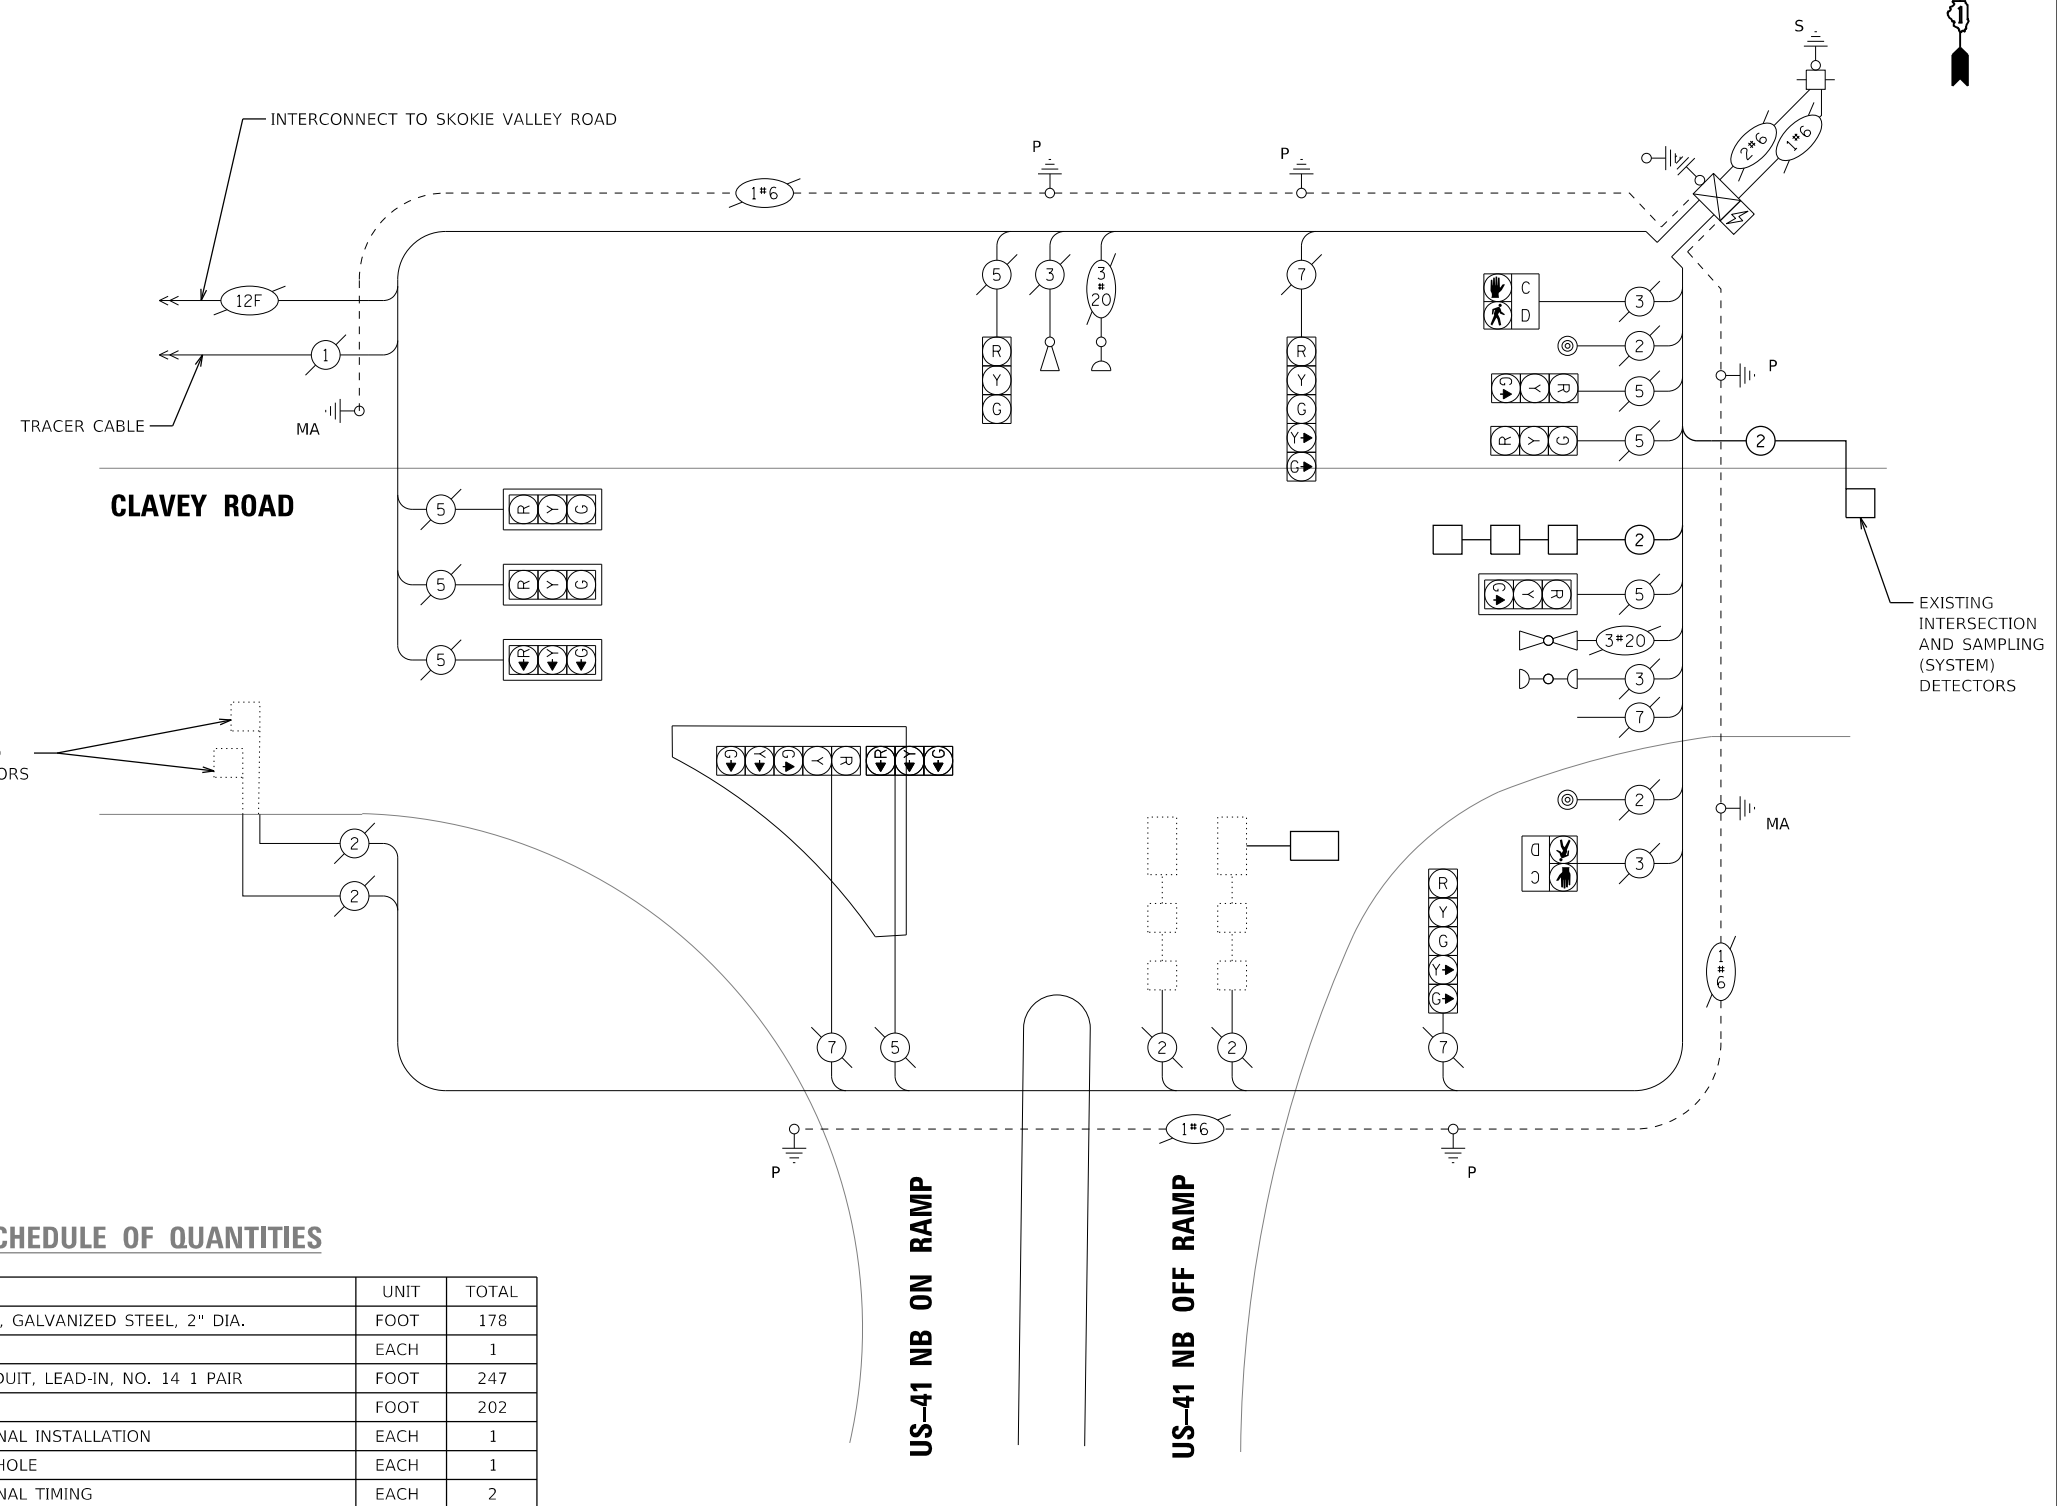 1
S
INTERCONNECT TO SKOKIE VALLEY ROAD
P
P
2#6
1#6
1#6
12F
1
TRACER CABLE
MA
5
3
3
#
20
7
R
Y
G
R
Y
G
Y
G
C
D
3
2
G Y R
5
R Y G
5
P
2
CLAVEY ROAD
5
R Y G
5
R Y G
5
R Y G
2
G Y R
5
3#20
3
7
EXISTING
INTERSECTION
AND SAMPLING
(SYSTEM)
DETECTORS
ORS
G Y G Y R
R Y G
2
MA
D
C
3
2
2
R
Y
G
Y
G
1
#
6
7
5
2
2
7
1#6
P
P
US-41 NB ON RAMP
US-41 NB OFF RAMP
CHEDULE OF QUANTITIES
UNIT TOTAL
, GALVANIZED STEEL, 2" DIA. FOOT 178
EACH 1
DUIT, LEAD-IN, NO. 14 1 PAIR FOOT 247
FOOT 202
NAL INSTALLATION EACH 1
HOLE EACH 1
NAL TIMING EACH 2